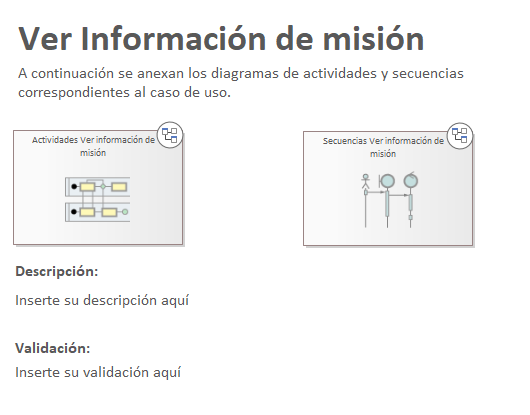 Ver Información de misión
A continuación se anexan los diagramas de actividades y secuencias
correspondientes al caso de uso.
Actividades Ver información de
misión
Secuencias Ver información de
misión
Descripción:
Inserte su descripción aquí
Validación:
Inserte su validación aquí